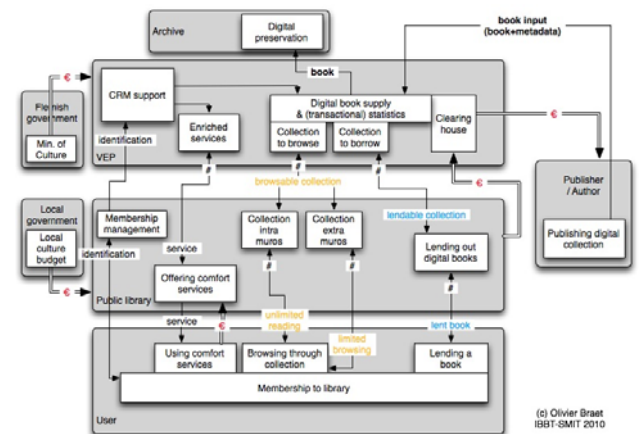 Archive
Digital
preservation
book input
(book+metadata)
book
€
CRM support
Digital book supply
& (transactional) statistics
Clearing
house
€
Flemish
government
Min. of
Culture
identification
Enriched
services
Collection
to browse
Collection
to borrow
VEP
#
#
#
€
browsable collection
Publisher
/ Author
Publishing digital
collection
Local
government
Local
culture
budget
Membership
management
identification
service
Collection
intra
muros
Collection
extra
muros
lendable collection
#
Lending out
digital books
#
#
#
Offering comfort
services
€
Public library
service
€
unlimited
reading
limited
browsing
lent book
Using comfort
services
Browsing through
collection
Lending a
book
Membership to library
User
(c) Olivier Braet
IBBT-SMIT 2010